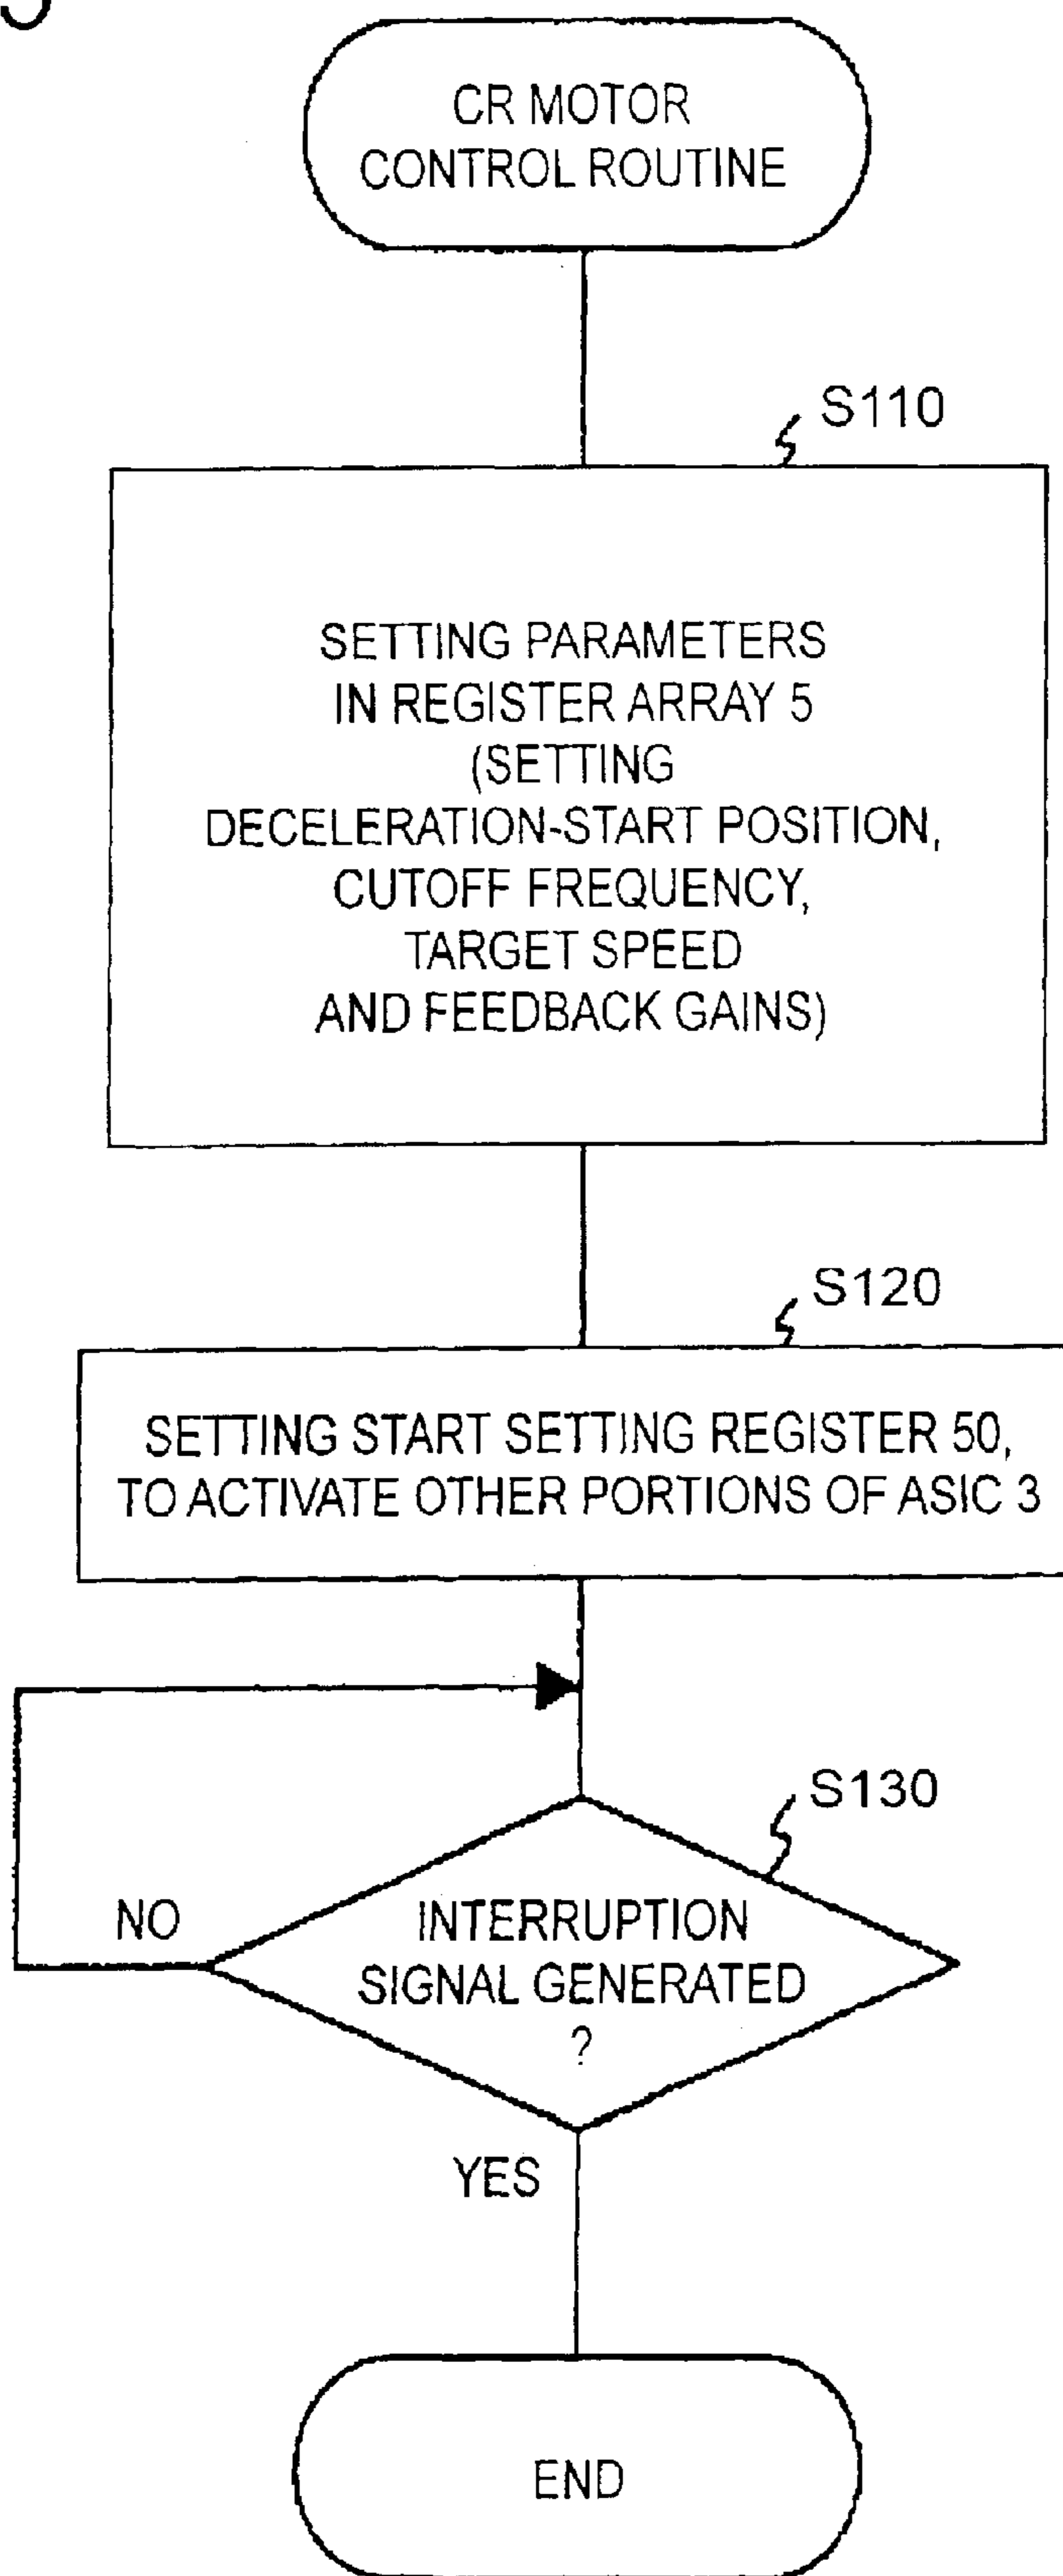 CR MOTOR
CONTROL ROUTINE
S110
SETTING PARAMETERS
IN REGISTER ARRAY 5
(SETTING
DECELERATION-START POSITION,
CUTOFF FREQUENCY,
TARGET SPEED
AND FEEDBACK GAINS)
S120
SETTING START SETTING REGISTER 50,
TO ACTIVATE OTHER PORTIONS OF ASIC 3
S130
NO
INTERRUPTION
SIGNAL GENERATED
?
YES
END